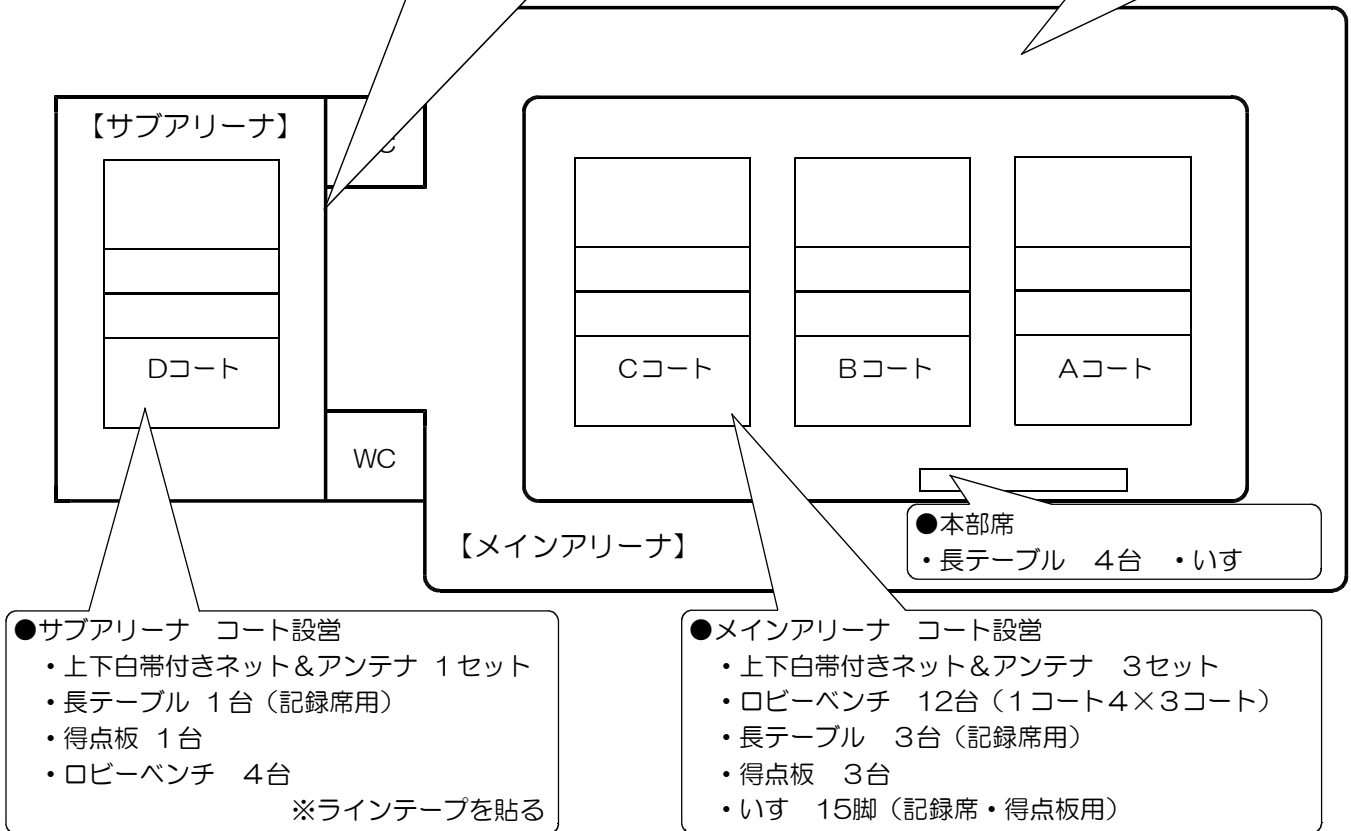 【サブアリーナ】
Dコート
Cコート
Bコート
Aコート
WC
【メインアリーナ】
●本部席
・長テーブル　4台　・いす
●サブアリーナ　コート設営
・上下白帯付きネット＆アンテナ 1セット
・長テーブル 1台（記録席用）
・得点板 1台
・ロビーベンチ　4台
※ラインテープを貼る
●メインアリーナ　コート設営
・上下白帯付きネット＆アンテナ　3セット
・ロビーベンチ　12台（1コート4×3コート）
・長テーブル　3台（記録席用）
・得点板　3台
・いす　15脚（記録席・得点板用）